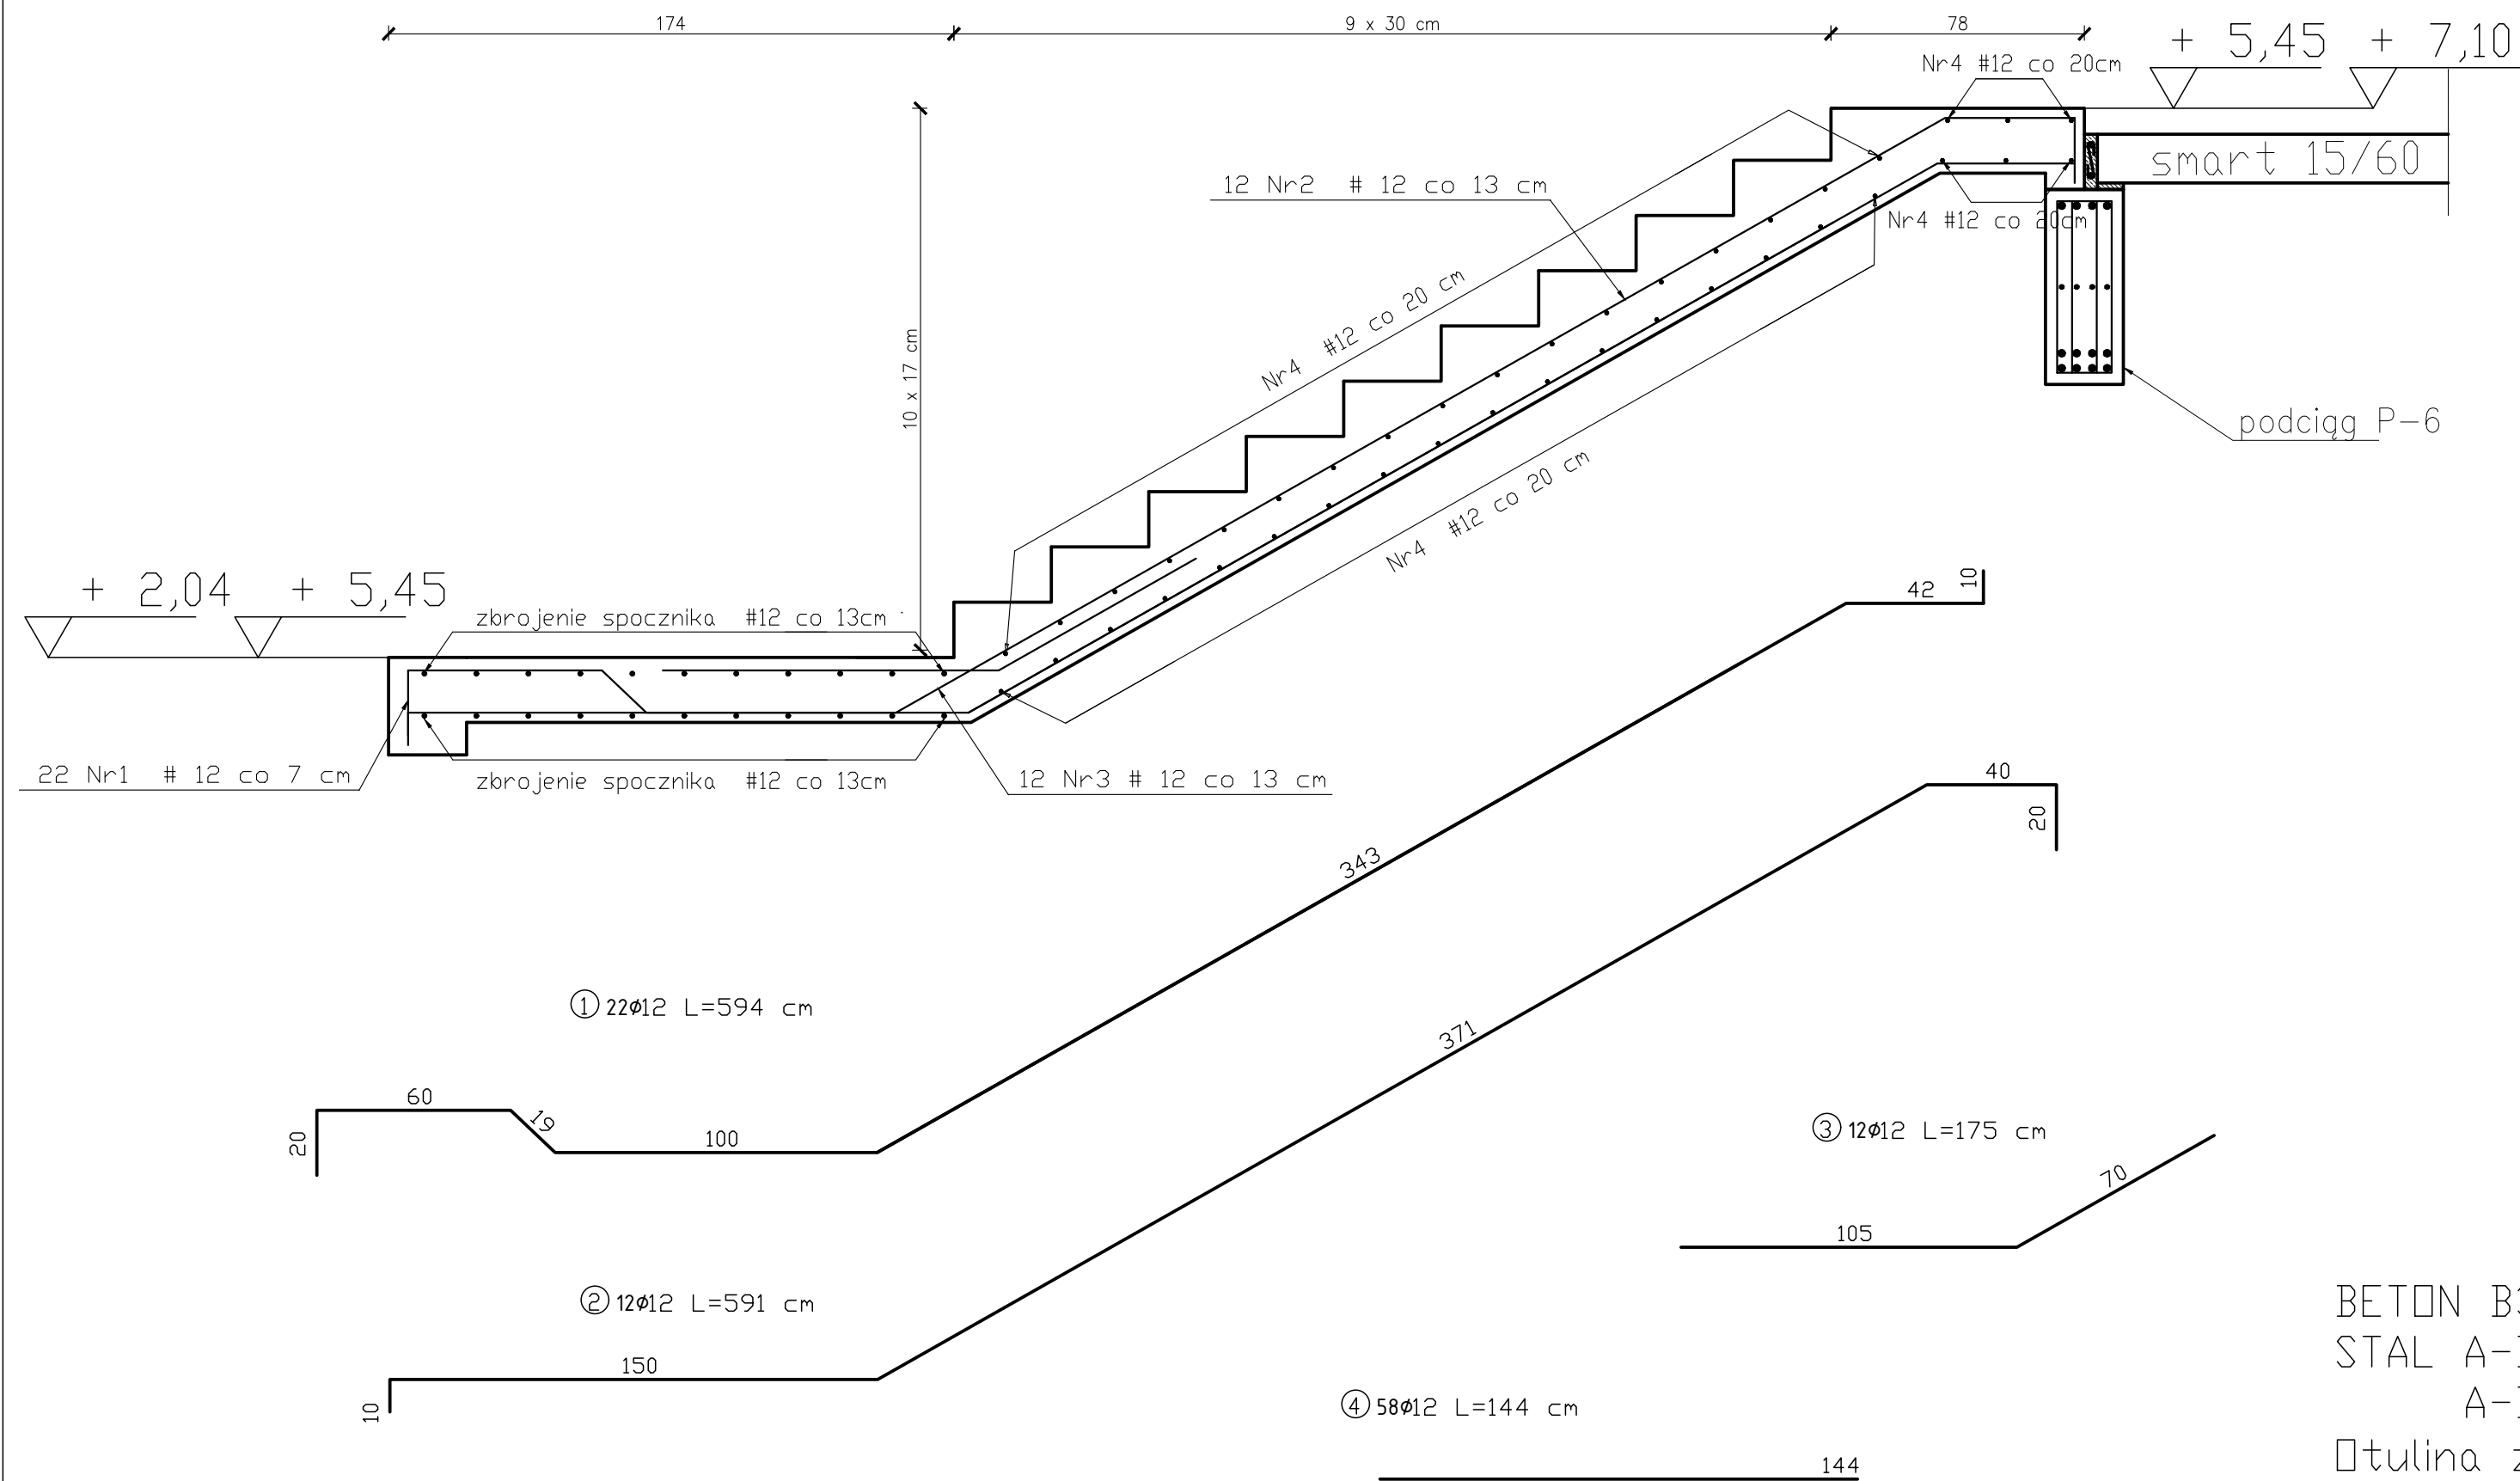 174
9 x 30 cm
78
+ 5,45
+ 7,10
Nr4 #12 co 20cm
smart 15/60
12 Nr2 # 12 co 13 cm
Nr4 #12 co 20cm
Nr4 #12 co 20 cm
10 x 17 cm
podciąg P-6
Nr4 #12 co 20 cm
+ 2,04
+ 5,45
zbrojenie spocznika #12 co 13cm
42
10
22 Nr1 # 12 co 7 cm
zbrojenie spocznika #12 co 13cm
12 Nr3 # 12 co 13 cm
40
20
343
1 22ø12 L=594 cm
371
60
19
20
100
3 12ø12 L=175 cm
70
105
2 12ø12 L=591 cm
150
10
4 58ø12 L=144 cm
144
BETON
STAL
Otulina